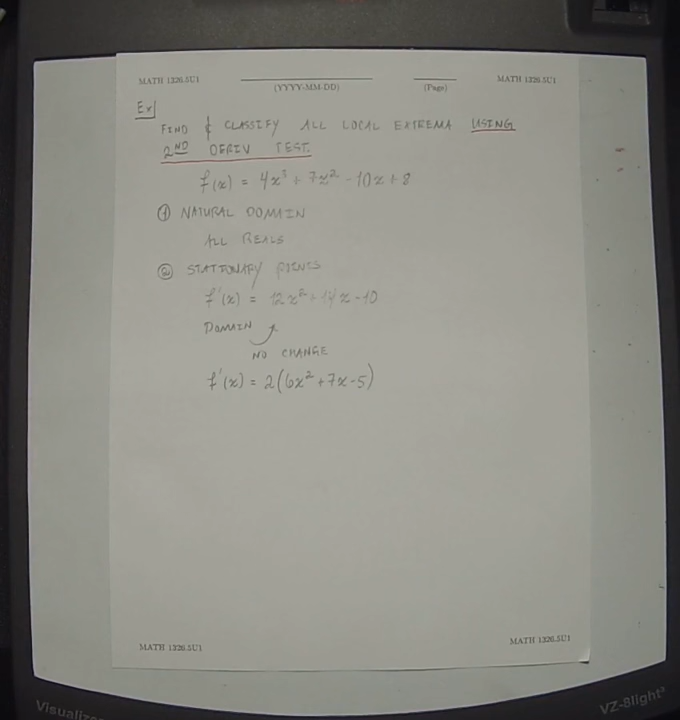 MATH 1326.5U1 (YYYY-MM-DD) (Page) MATH 1326.5U1
Ex
FIND & CLASSIFY ALL LOCAL EXTREMA USING
2ND DERIV TEST.
f(x) = 4x³ + 7x² - 10x + 8
① NATURAL DOMAIN
ALL REALS
② STATIONARY POINTS
f'(x) = 12x² + 14x - 10
DOMAIN
NO CHANGE
f'(x) = 2(6x² + 7x - 5)
MATH 1326.5U1 MATH 1326.5U1
Visualize VZ-8light³